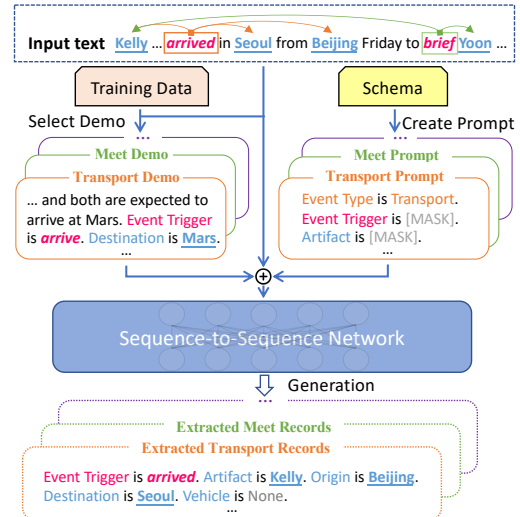 Input text Kelly ... arrived in Seoul from Beijing Friday to brief Yoon ...
Training Data
Schema
Select Demo
Create Prompt
...
Meet Demo
Transport Demo
... and both are expected to
arrive at Mars. Event Trigger
is arrive. Destination is Mars.
...
...
Meet Prompt
Transport Prompt
Event Type is Transport.
Event Trigger is [MASK].
Artifact is [MASK].
...
+
Sequence-to-Sequence Network
Generation
...
Extracted Meet Records
Extracted Transport Records
Event Trigger is arrived. Artifact is Kelly. Origin is Beijing.
Destination is Seoul. Vehicle is None.
...